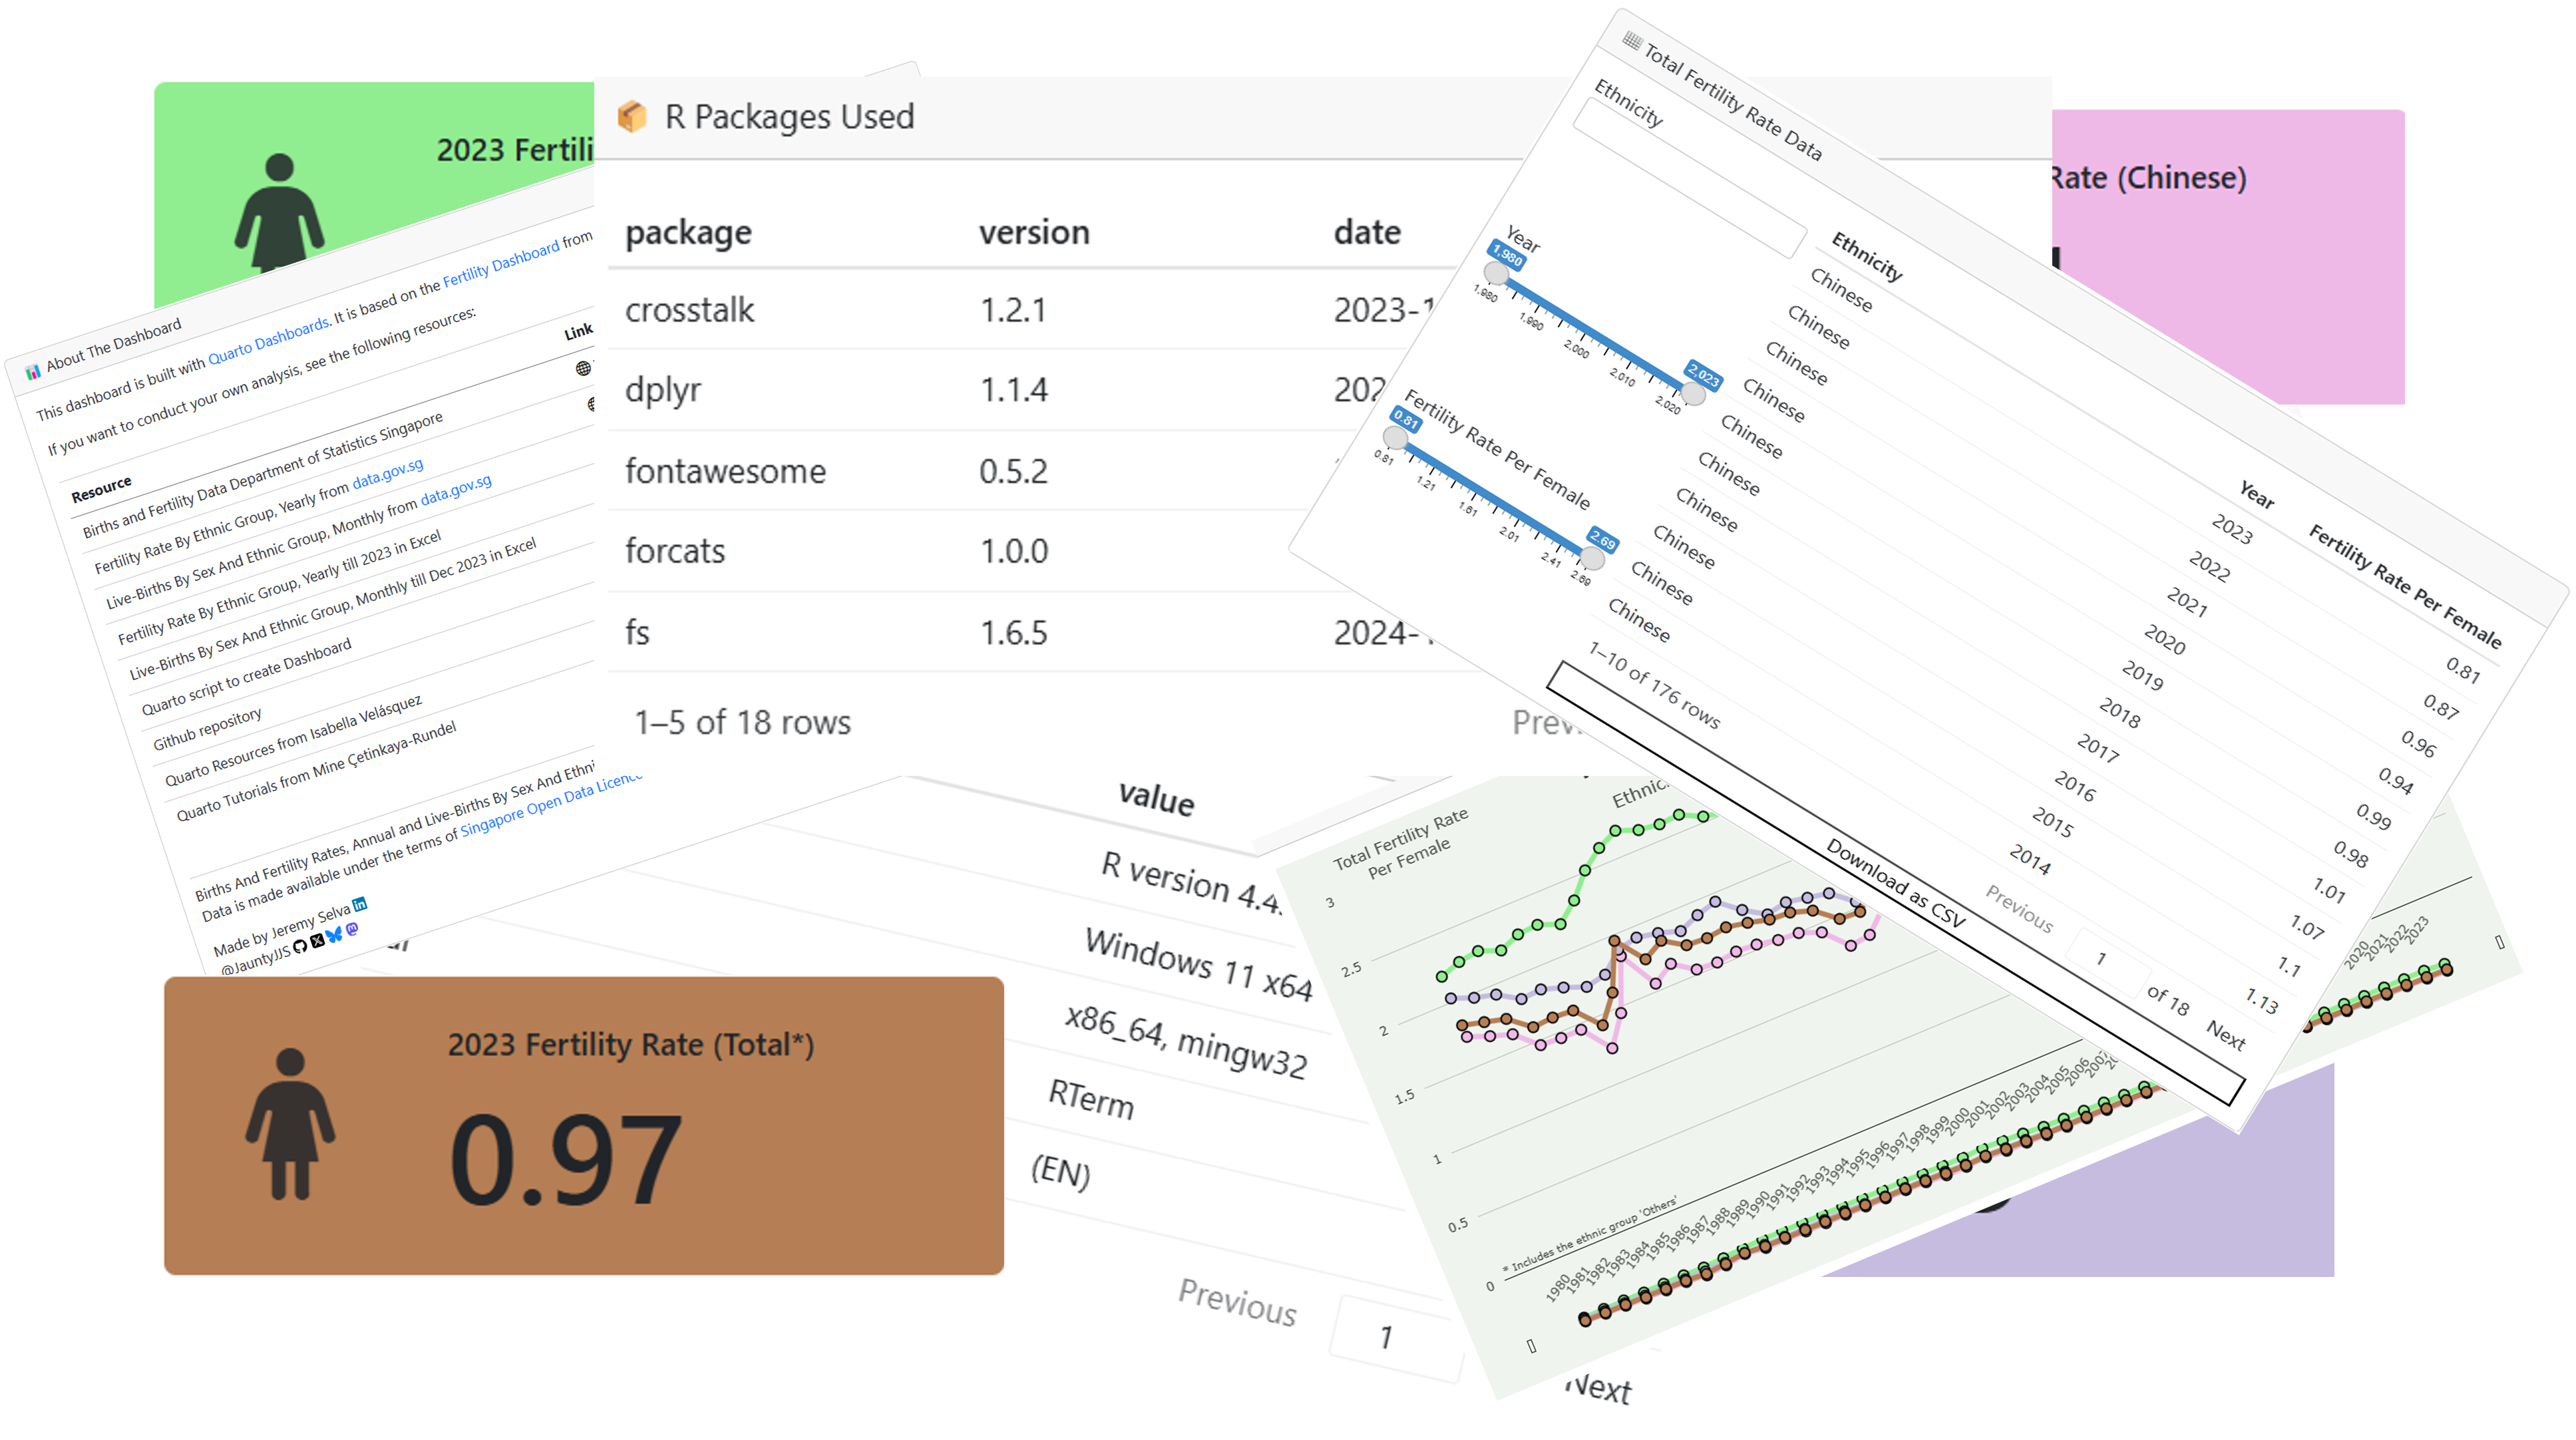 2023 Fertili
📦 R Packages Used
package version date
crosstalk 1.2.1 2023-1
dplyr 1.1.4 202
fontawesome 0.5.2
forcats 1.0.0
fs 1.6.5 2024-
1–5 of 18 rows
Prev
Rate (Chinese)
About The Dashboard
This dashboard is built with Quarto Dashboards. It is based on the Fertility Dashboard from
If you want to conduct your own analysis, see the following resources:
Resource Link
Births and Fertility Data Department of Statistics Singapore
Fertility Rate By Ethnic Group, Yearly from data.gov.sg
Live-Births By Sex And Ethnic Group, Monthly from data.gov.sg
Fertility Rate By Ethnic Group, Yearly till 2023 in Excel
Live-Births By Sex And Ethnic Group, Monthly till Dec 2023 in Excel
Quarto script to create Dashboard
Github repository
Quarto Resources from Isabella Velásquez
Quarto Tutorials from Mine Çetinkaya-Rundel
Births And Fertility Rates, Annual and Live-Births By Sex And Ethni
Data is made available under the terms of Singapore Open Data Licence
Made by Jeremy Selva
@JauntyJJS
Total Fertility Rate Data
Ethnicity
Year
1,980 2,023
1,980 1,990 2,000 2,010 2,020
Fertility Rate Per Female
0.81 2.69
0.81 1.21 1.61 2.01 2.41 2.69
Ethnicity Year Fertility Rate Per Female
Chinese 2023 0.81
Chinese 2022 0.87
Chinese 2021 0.96
Chinese 2020 0.94
Chinese 2019 0.99
Chinese 2018 0.98
Chinese 2017 1.01
Chinese 2016 1.07
Chinese 2015 1.1
Chinese 2014 1.13
1–10 of 176 rows
Previous 1 of 18 Next
Download as CSV
value
R version 4.4.
Windows 11 x64
x86_64, mingw32
RTerm
(EN)
Previous 1
Next
2023 Fertility Rate (Total*)
0.97
Ethnic
Total Fertility Rate
Per Female
3
2.5
2
1.5
1
0.5
0
* Includes the ethnic group 'Others'
1980 1981 1982 1983 1984 1985 1986 1987 1988 1989 1990 1991 1992 1993 1994 1995 1996 1997 1998 1999 2000 2001 2002 2003 2004 2005 2006 2020 2021 2022 2023